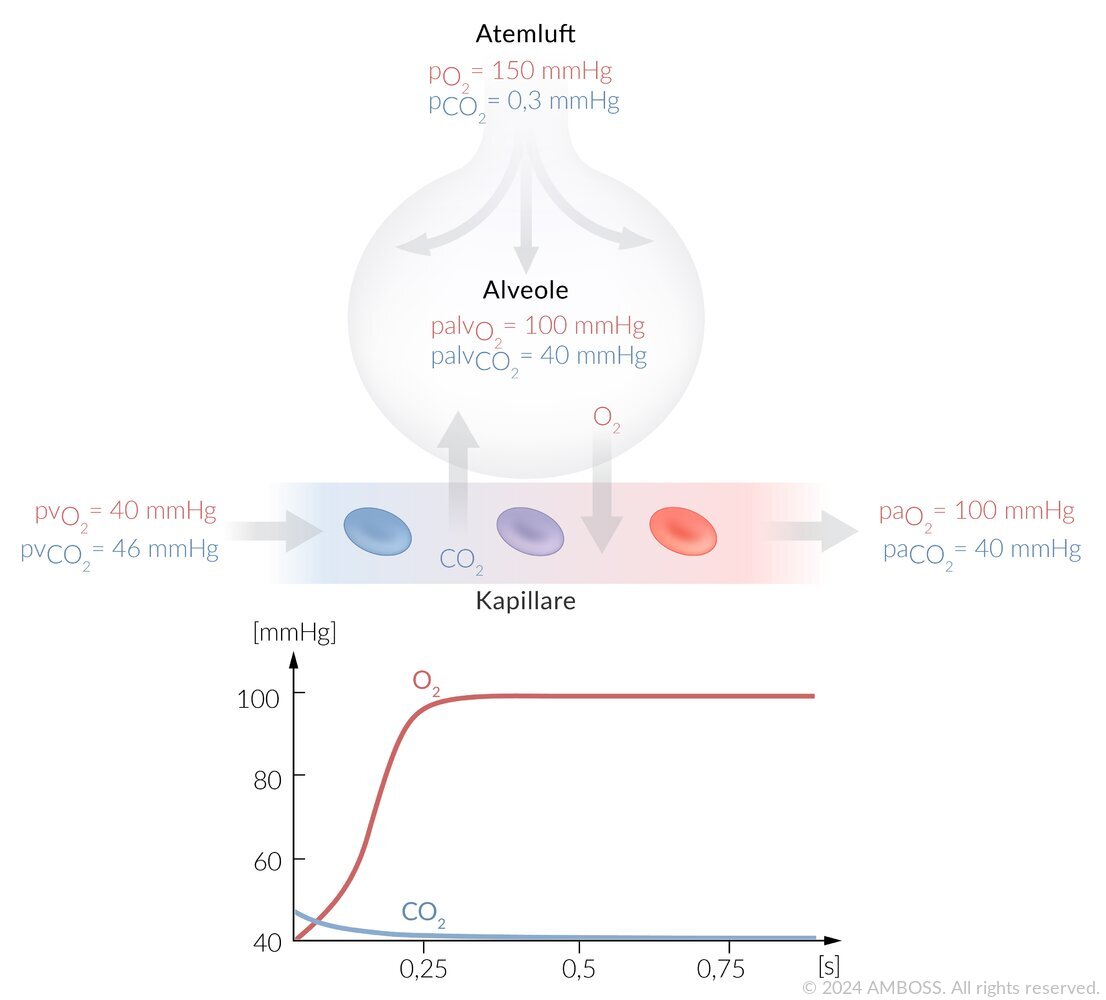 Atemluft
pO₂ = 150 mmHg
pCO₂ = 0,3 mmHg
Alveole
palvO₂ = 100 mmHg
palvCO₂ = 40 mmHg
O₂
pvO₂ = 40 mmHg
pvCO₂ = 46 mmHg
paO₂ = 100 mmHg
paCO₂ = 40 mmHg
CO₂
Kapillare
[mmHg]
O₂
100
80
60
CO₂
40
0,25 0,5 0,75 [s]
© 2024 AMBOSS. All rights reserved.